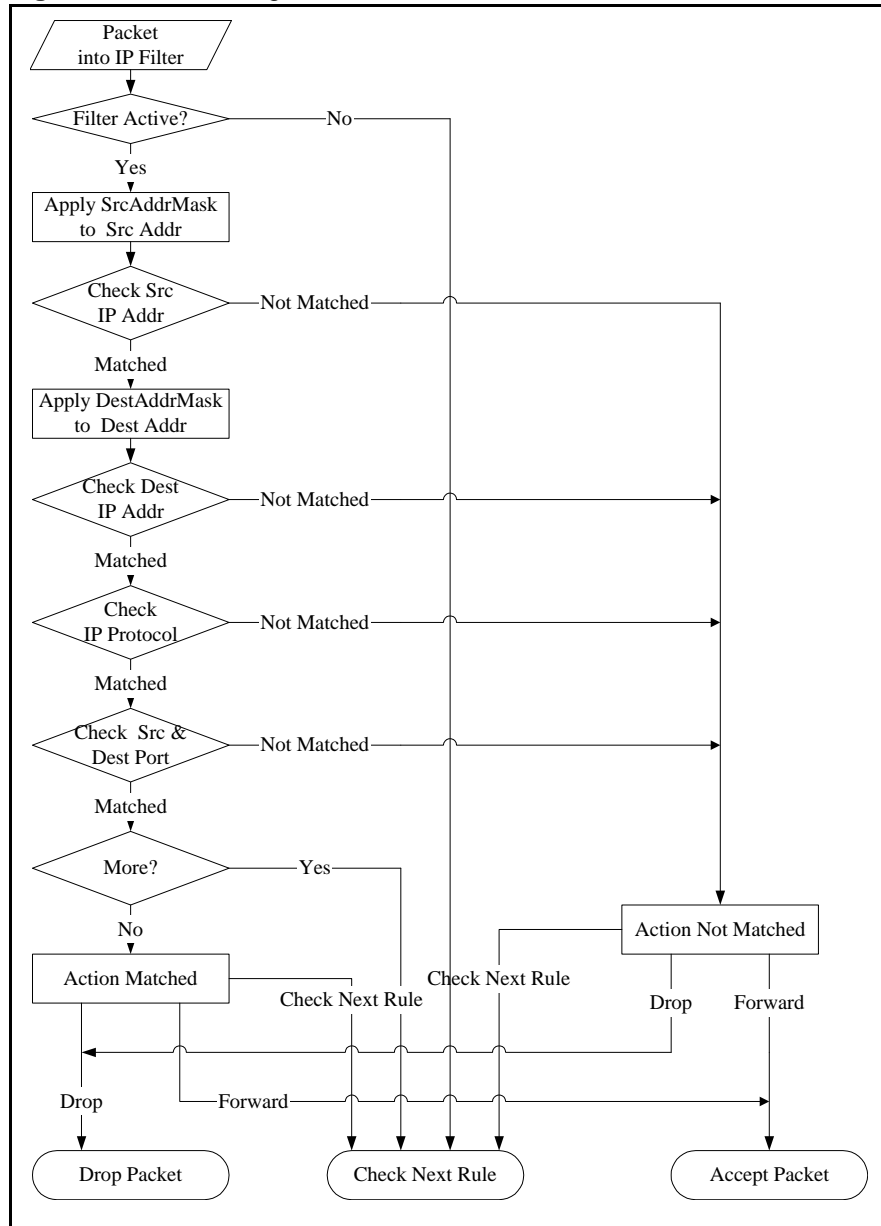 Packet
into IP Filter
Filter Active?
No
Yes
Apply SrcAddrMask
to Src Addr
Check Src
IP Addr
Not Matched
Matched
Apply DestAddrMask
to Dest Addr
Check Dest
IP Addr
Not Matched
Matched
Check
IP Protocol
Not Matched
Matched
Check Src &
Dest Port
Not Matched
Matched
More?
Yes
No
Action Not Matched
Action Matched
Check Next Rule
Check Next Rule
Drop
Forward
Drop
Forward
Drop Packet
Check Next Rule
Accept Packet